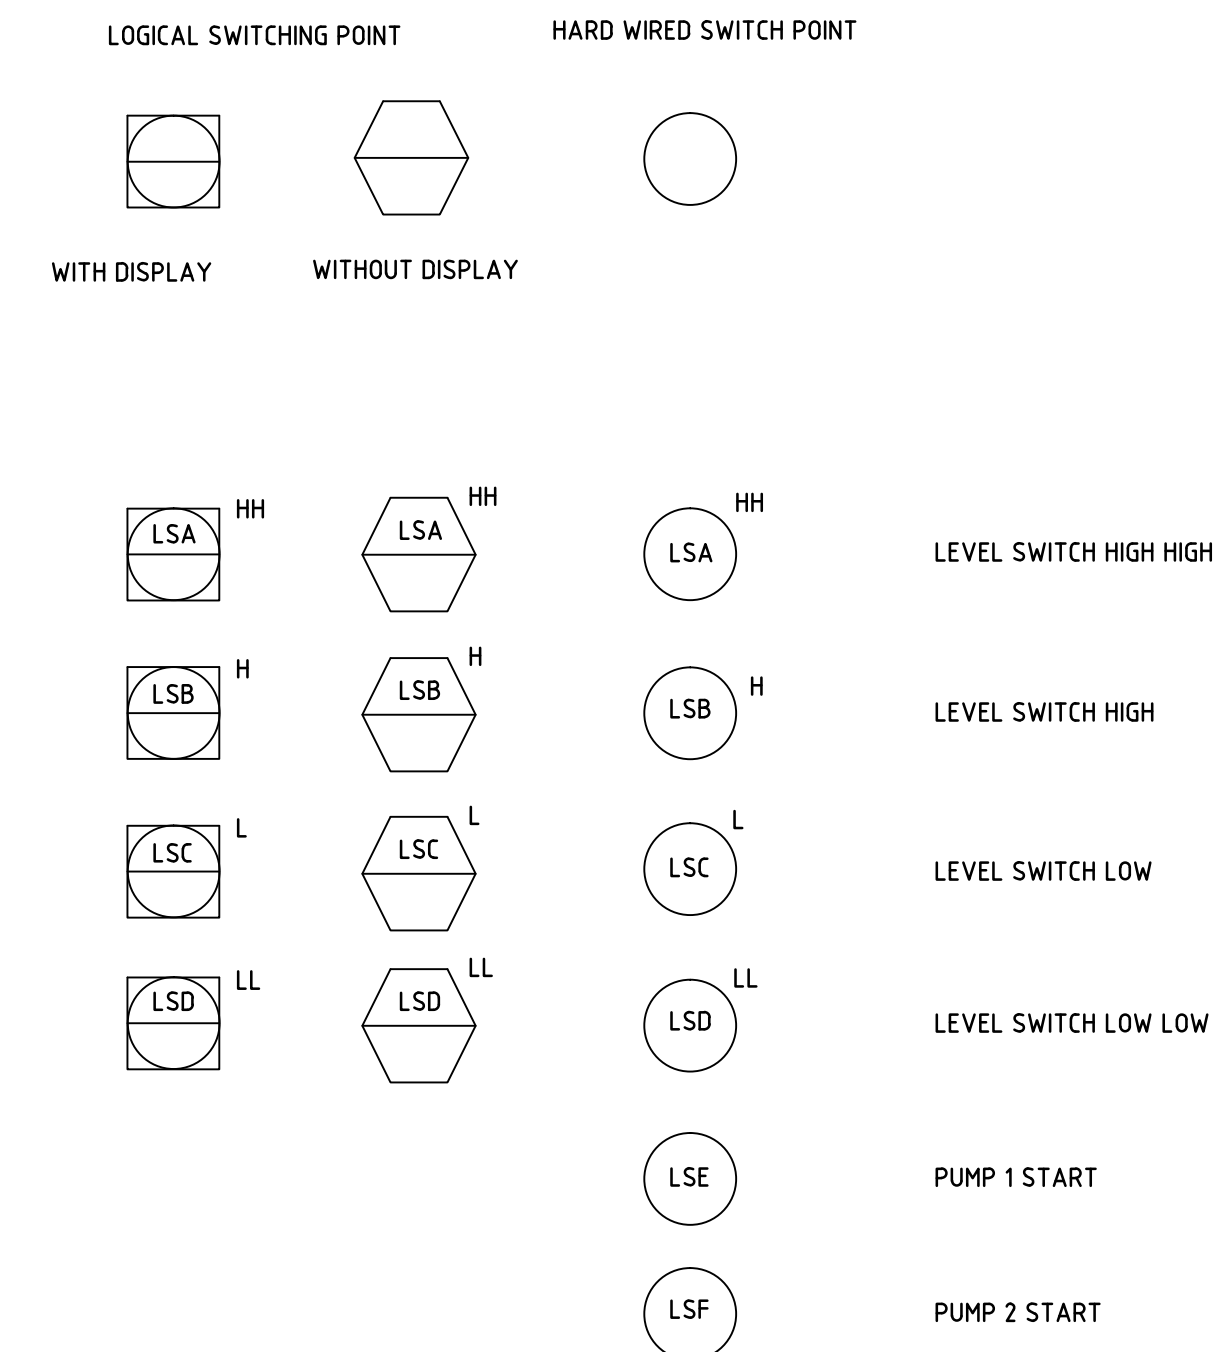 LOGICAL SWITCHING POINT
HARD WIRED SWITCH POINT
WITH DISPLAY
WITHOUT DISPLAY
LSA HH
LSA HH
LSA HH
LEVEL SWITCH HIGH HIGH
LSB H
LSB H
LSB H
LEVEL SWITCH HIGH
LSC L
LSC L
LSC L
LEVEL SWITCH LOW
LSD LL
LSD LL
LSD LL
LEVEL SWITCH LOW LOW
LSE
PUMP 1 START
LSF
PUMP 2 START